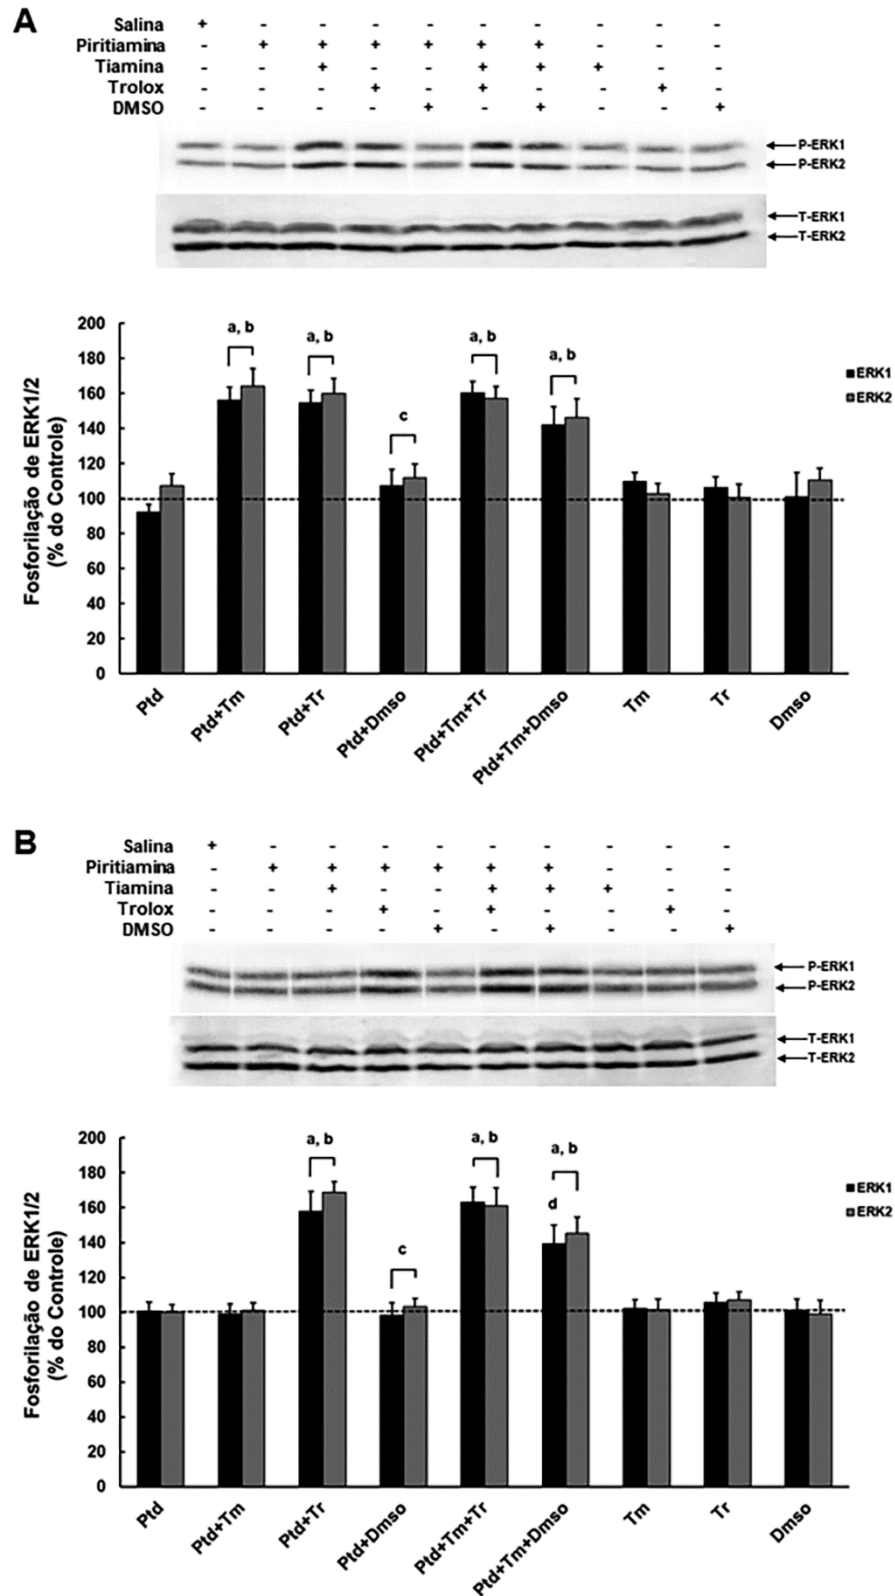 A
Salina + - - - - - - - - -
Piritiamina - + + + + + + - - -
Tiamina - - + - - + + + - -
Trolox - - - + - + - - + -
DMSO - - - - + - + - - +
P-ERK1
P-ERK2
T-ERK1
T-ERK2
Fosforilação de ERK1/2
(% do Controle)
200
180
160
140
120
100
80
60
40
20
0
a, b
a, b
c
a, b
a, b
ERK1
ERK2
Ptd
Ptd+Tm
Ptd+Tr
Ptd+Dmso
Ptd+Tm+Tr
Ptd+Tm+Dmso
Tm
Tr
Dmso
B
Salina + - - - - - - - - -
Piritiamina - + + + + + + - - -
Tiamina - - + - - + + + - -
Trolox - - - + - + - - + -
DMSO - - - - + - + - - +
P-ERK1
P-ERK2
T-ERK1
T-ERK2
Fosforilação de ERK1/2
(% do Controle)
200
180
160
140
120
100
80
60
40
20
0
a, b
c
a, b
a, b
d
ERK1
ERK2
Ptd
Ptd+Tm
Ptd+Tr
Ptd+Dmso
Ptd+Tm+Tr
Ptd+Tm+Dmso
Tm
Tr
Dmso